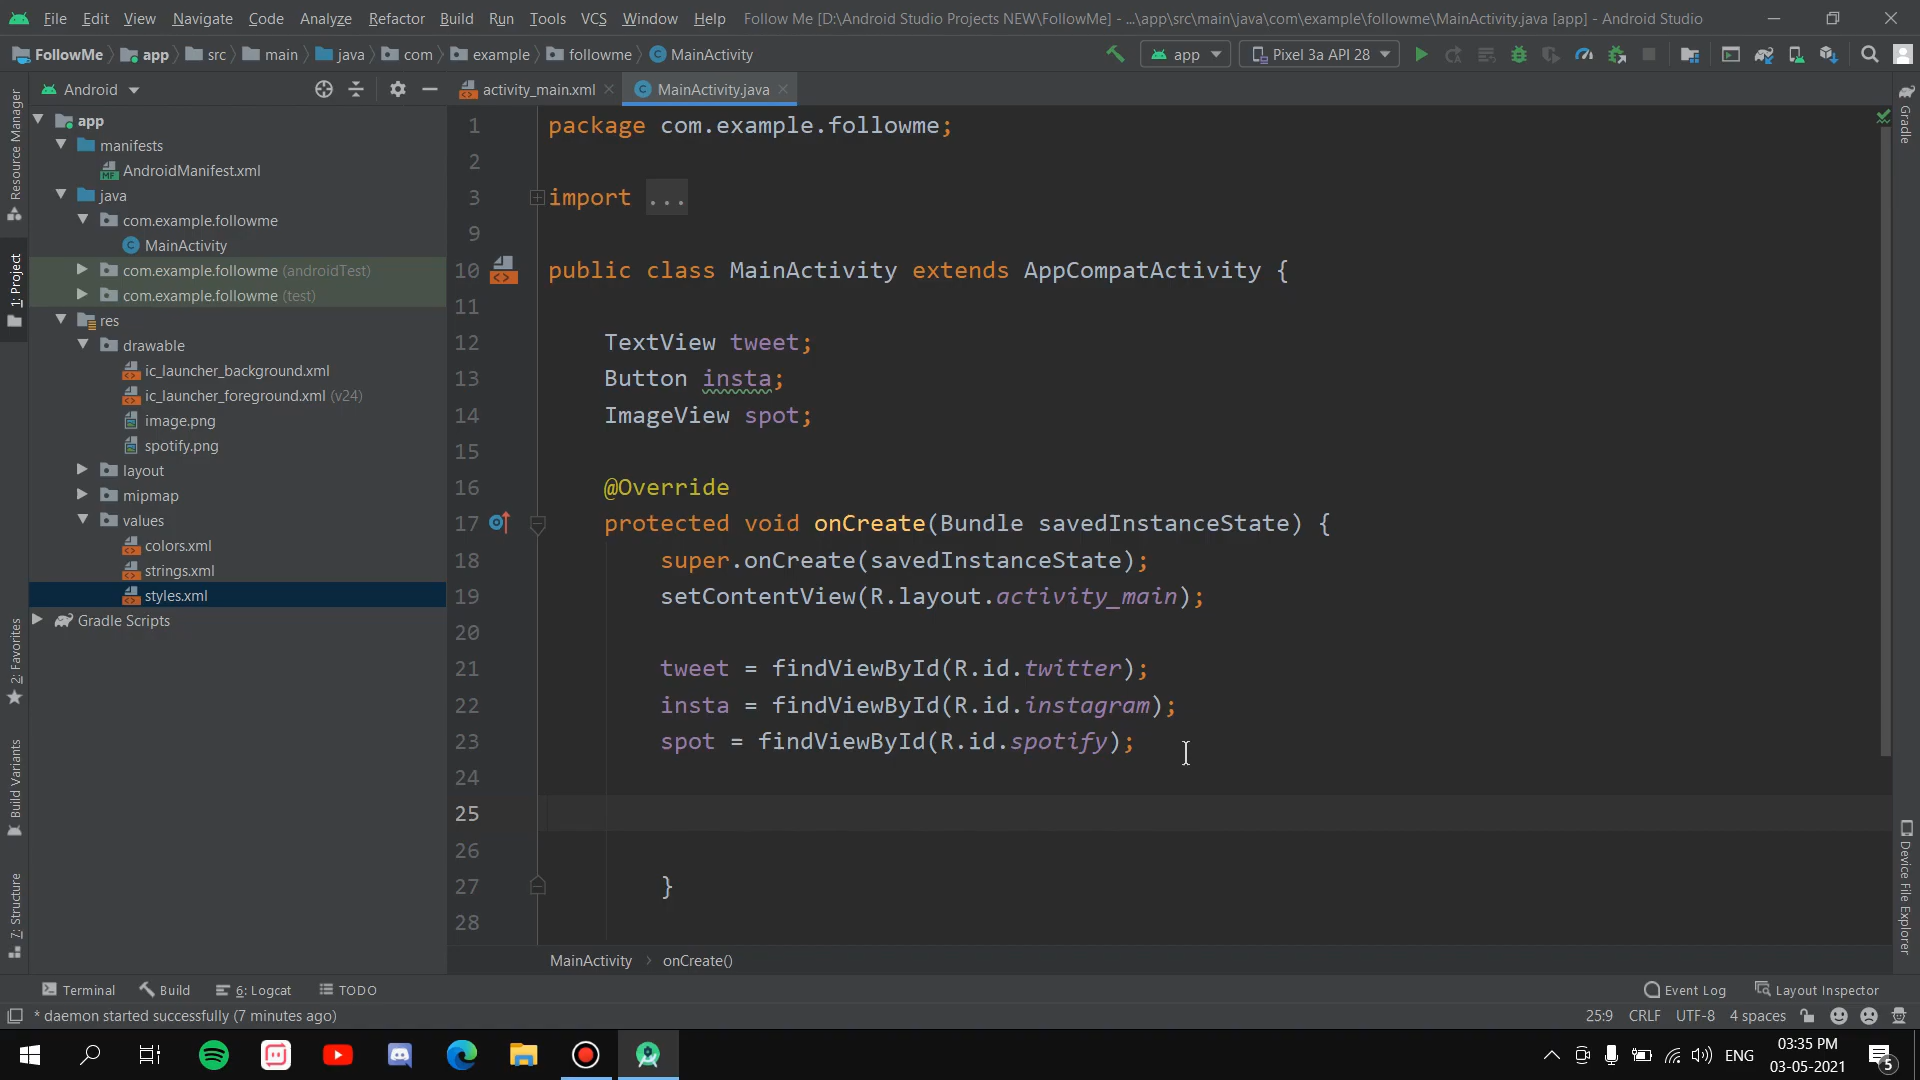 File Edit View Navigate Code Analyze Refactor Build Run Tools VCS Window Help Follow Me [D:\Android Studio Projects NEW\FollowMe] - ...\app\src\main\java\com\example\followme\MainActivity.java [app] - Android Studio
FollowMe app src main java com example followme MainActivity app Pixel 3a API 28
Android activity_main.xml MainActivity.java
Resource Manager
1: Project
2: Favorites
Build Variants
7: Structure
app
manifests
AndroidManifest.xml
java
com.example.followme
MainActivity
com.example.followme (androidTest)
com.example.followme (test)
res
drawable
ic_launcher_background.xml
ic_launcher_foreground.xml (v24)
image.png
spotify.png
layout
mipmap
values
colors.xml
strings.xml
styles.xml
Gradle Scripts
1 package com.example.followme;
2
3 import ...
9
10 public class MainActivity extends AppCompatActivity {
11
12 TextView tweet;
13 Button insta;
14 ImageView spot;
15
16 @Override
17 protected void onCreate(Bundle savedInstanceState) {
18 super.onCreate(savedInstanceState);
19 setContentView(R.layout.activity_main);
20
21 tweet = findViewById(R.id.twitter);
22 insta = findViewById(R.id.instagram);
23 spot = findViewById(R.id.spotify);
24
25
26
27 }
28
Gradle
Device File Explorer
MainActivity › onCreate()
Terminal Build 6: Logcat TODO Event Log Layout Inspector
* daemon started successfully (7 minutes ago) 25:9 CRLF UTF-8 4 spaces
ENG 03:35 PM
03-05-2021
5